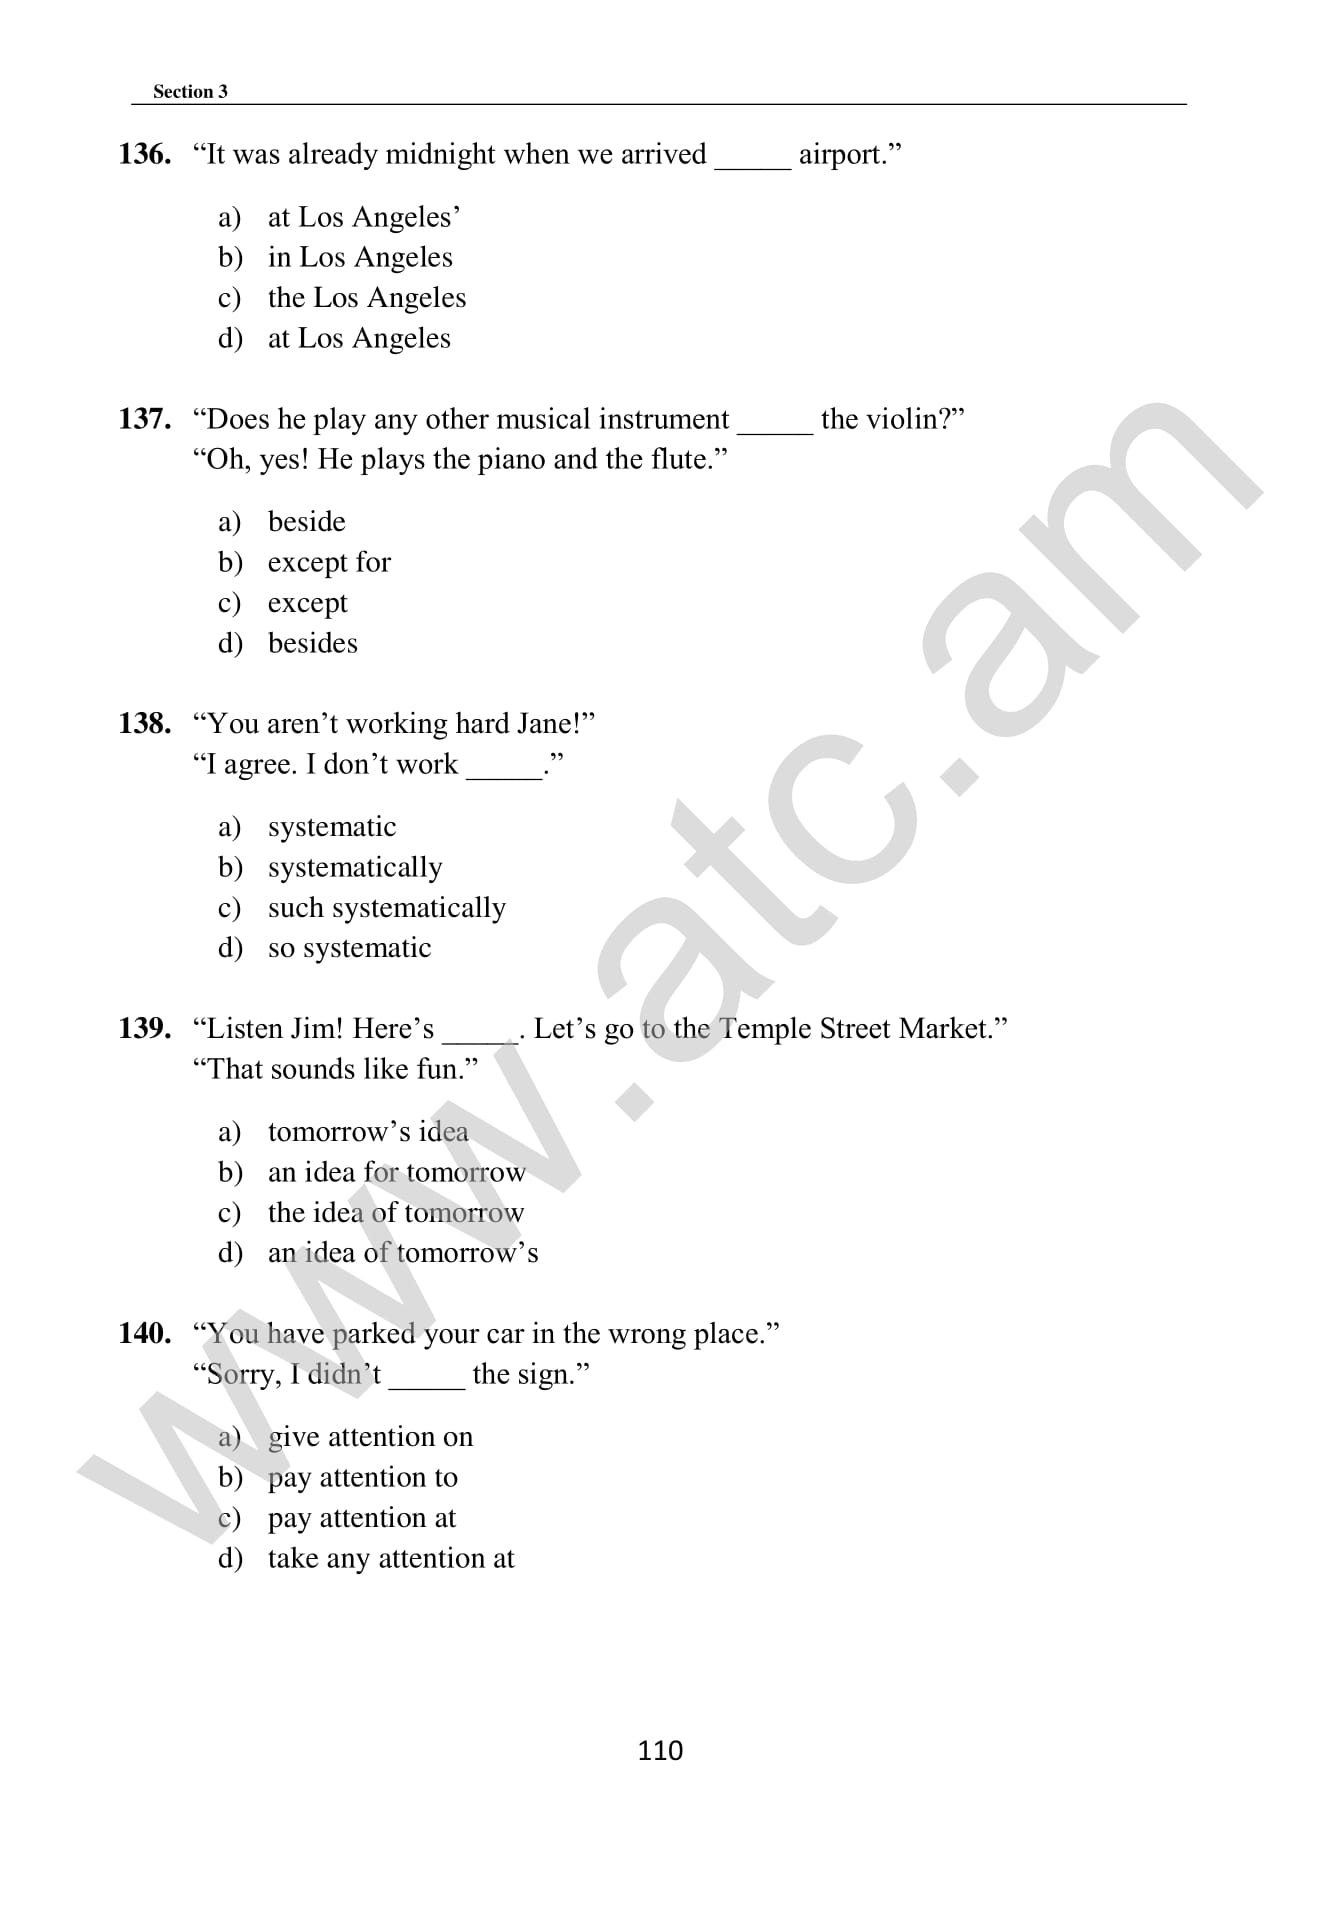 Section 3
136. “It was already midnight when we arrived _____ airport.”
a) at Los Angeles’
b) in Los Angeles
c) the Los Angeles
d) at Los Angeles
137. “Does he play any other musical instrument _____ the violin?”
“Oh, yes! He plays the piano and the flute.”
a) beside
b) except for
c) except
d) besides
138. “You aren’t working hard Jane!”
“I agree. I don’t work _____.”
a) systematic
b) systematically
c) such systematically
d) so systematic
139. “Listen Jim! Here’s _____. Let’s go to the Temple Street Market.”
“That sounds like fun.”
a) tomorrow’s idea
b) an idea for tomorrow
c) the idea of tomorrow
d) an idea of tomorrow’s
140. “You have parked your car in the wrong place.”
“Sorry, I didn’t _____ the sign.”
a) give attention on
b) pay attention to
c) pay attention at
d) take any attention at
110
www.atc.am